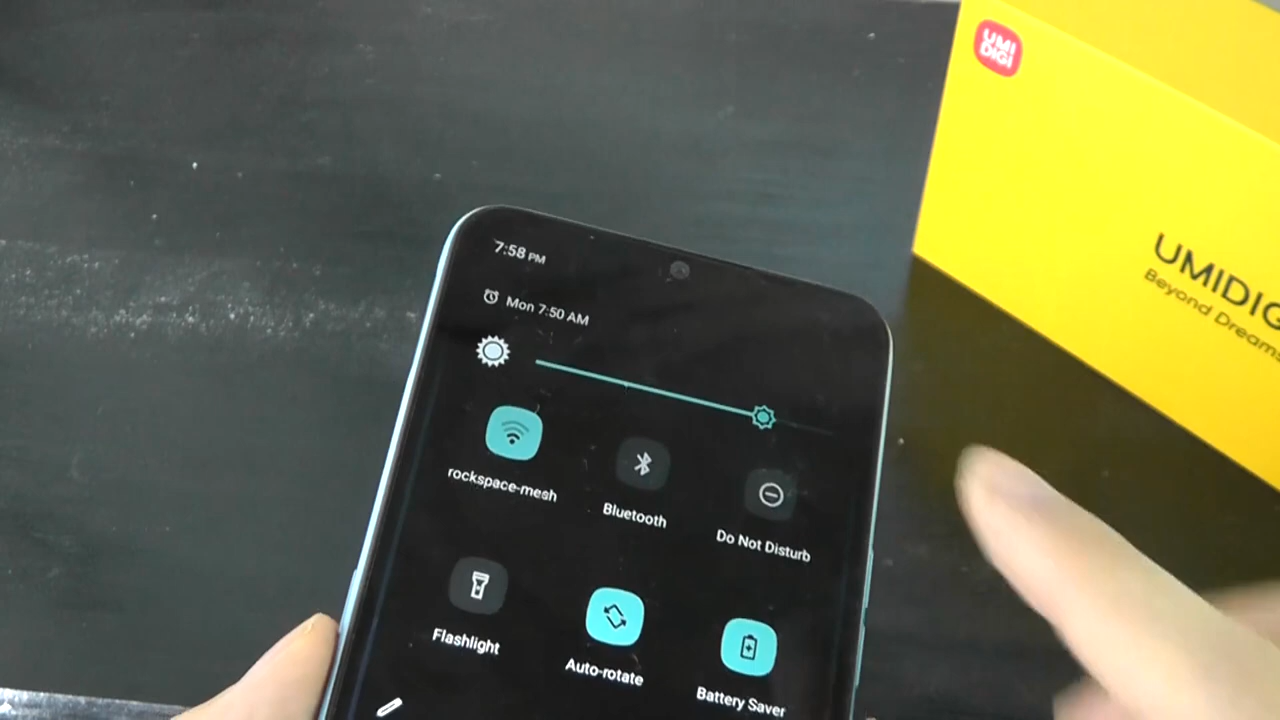 UMI
DIGI
UMIDIG
Beyond Dreams
7:58 PM
Mon 7:50 AM
rockspace-mesh
Bluetooth
Do Not Disturb
Flashlight
Auto-rotate
Battery Saver